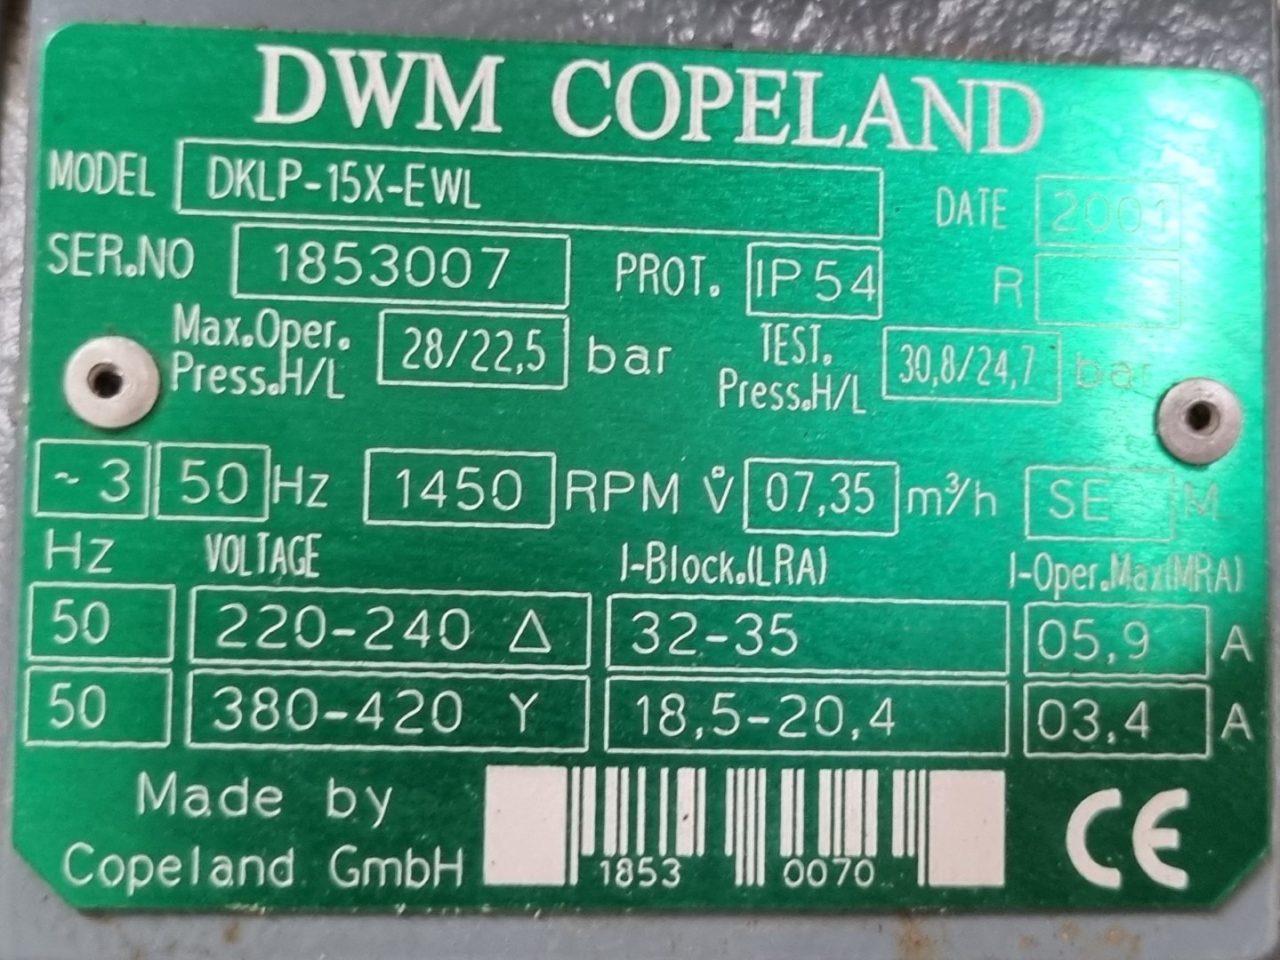 DWM COPELAND
MODEL DKLP-15X-EWL DATE 2001
SER.NO 1853007 PROT. IP54 R
Max.Oper. Press.H/L 28/22,5 bar TEST. Press.H/L 30,8/24,7 bar
~3 50 Hz 1450 RPM V̊ 07,35 m³/h SE M
Hz VOLTAGE I-Block.(LRA) I-Oper.Max(MRA)
50 220-240 Δ 32-35 05,9 A
50 380-420 Y 18,5-20,4 03,4 A
Made by
Copeland GmbH
1853 0070
CE